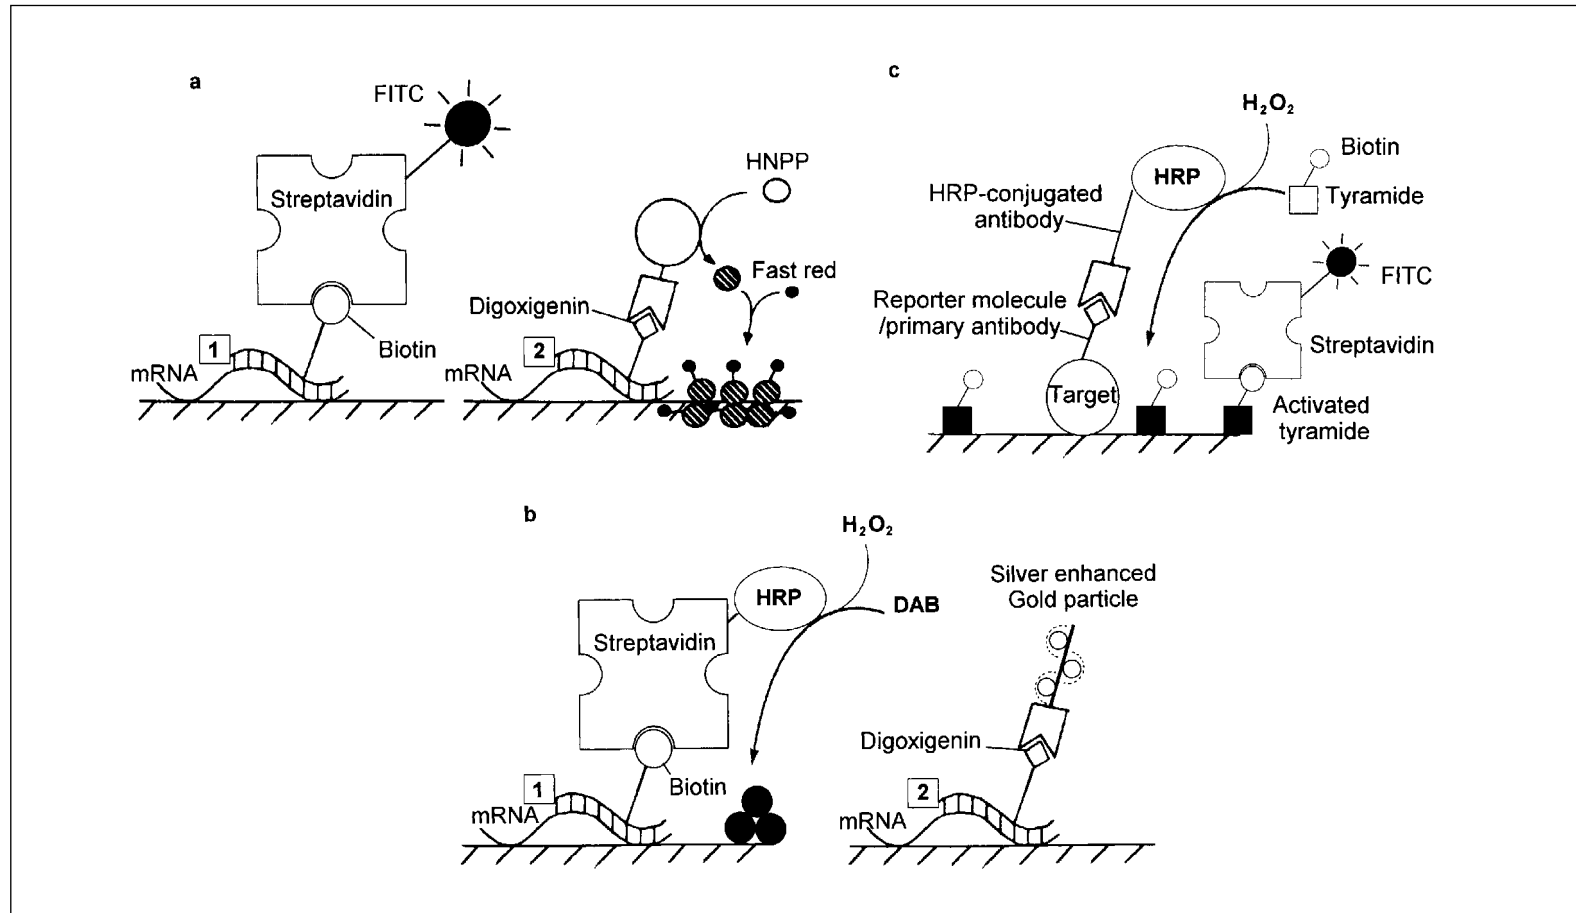 a
FITC
Streptavidin
Biotin
1
mRNA
HNPP
Fast red
Digoxigenin
2
mRNA
c
H₂O₂
Biotin
HRP
Tyramide
HRP-conjugated
antibody
FITC
Reporter molecule
/primary antibody
Streptavidin
Target
Activated
tyramide
b
H₂O₂
HRP
DAB
Streptavidin
Biotin
1
mRNA
Silver enhanced
Gold particle
Digoxigenin
2
mRNA